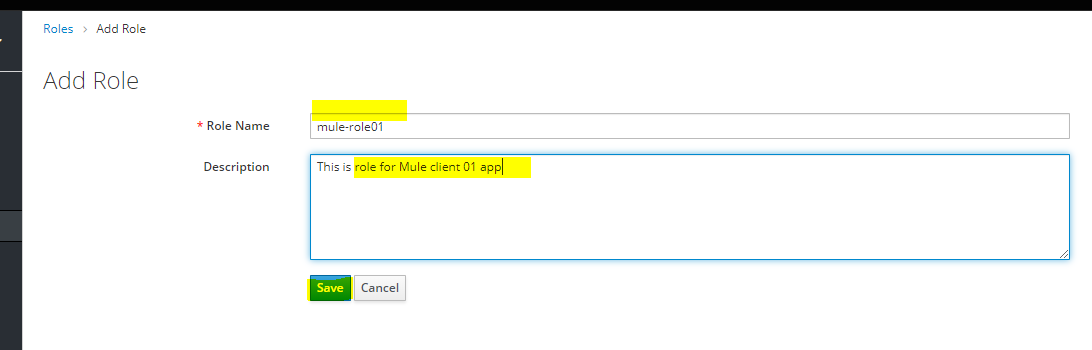 Roles › Add Role
Add Role
* Role Name
mule-role01
Description
This is role for Mule client 01 app
Save Cancel